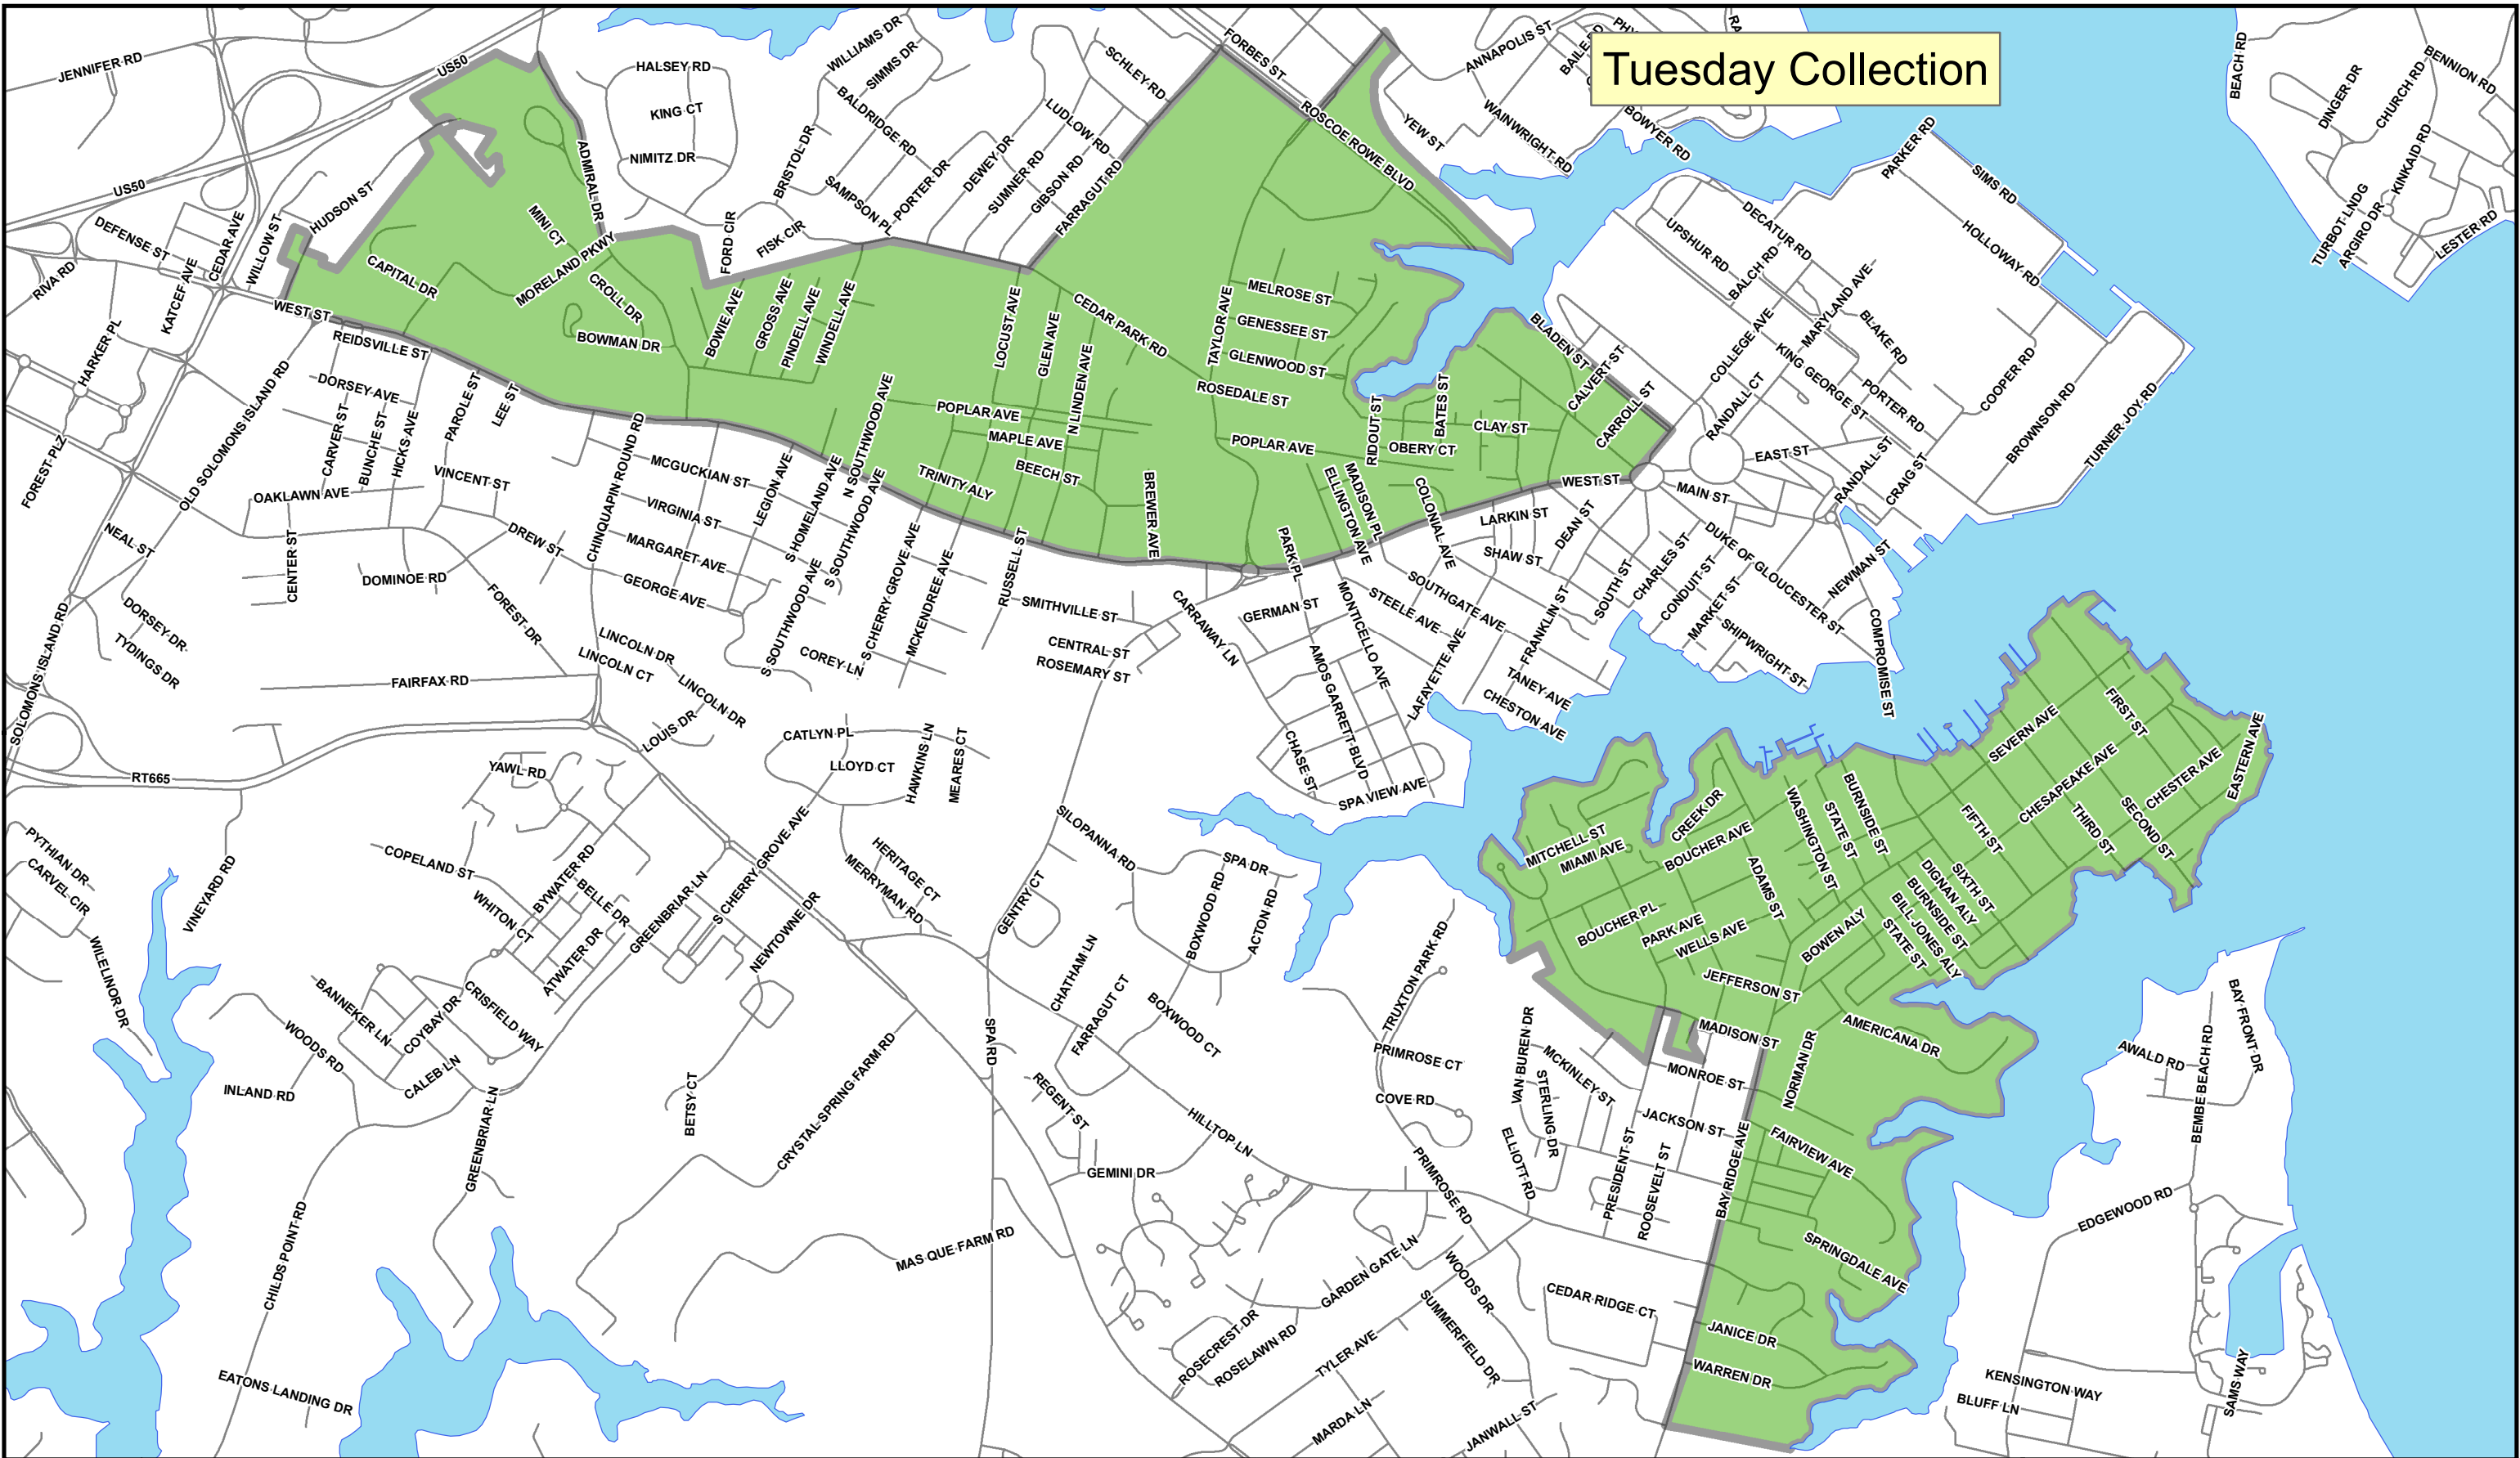 Tuesday Collection
JENNIFER RD
US50
US50
HALSEY RD
KING CT
NIMITZ DR
WILLIAMS DR
SIMMS DR
BALDRIDGE RD
BRISTOL DR
SAMPSON PL
PORTER DR
DEWEY DR
SUMNER RD
GIBSON RD
LUDLOW RD
SCHLEY RD
FARRAGUT RD
FORBES ST
ROSCOE ROWE BLVD
ANNAPOLIS ST
YEW ST
WAINWRIGHT RD
BOWYER RD
PARKER RD
SIMS RD
HOLLOWAY RD
BEACH RD
DINGER DR
CHURCH RD
BENNION RD
KINKAID RD
TURBOT LNDG
ARGIRO DR
LESTER RD
DEFENSE ST
RIVA RD
KATCEF AVE
CEDAR AVE
WILLOW ST
HUDSON ST
HARKER PL
FOREST PLZ
WEST ST
CAPITAL DR
MINI CT
ADMIRAL DR
MORELAND PKWY
CROLL DR
BOWMAN DR
FORD CIR
FISK CIR
BOWIE AVE
GROSS AVE
PINDELL AVE
WINDELL AVE
LOCUST AVE
GLEN AVE
N LINDEN AVE
CEDAR PARK RD
TAYLOR AVE
MELROSE ST
GENESSEE ST
GLENWOOD ST
ROSEDALE ST
POPLAR AVE
POPLAR AVE
MAPLE AVE
BEECH ST
TRINITY ALY
BREWER AVE
N SOUTHWOOD AVE
RIDOUT ST
BATES ST
OBERY CT
CLAY ST
BLADEN ST
CALVERT ST
CARROLL ST
WEST ST
MADISON PL
ELLINGTON AVE
COLONIAL AVE
PARK PL
DECATUR RD
UPSHUR RD
BALCH RD
MARYLAND AVE
BLAKE RD
COLLEGE AVE
KING GEORGE ST
PORTER RD
COOPER RD
BROWNSON RD
TURNER JOY RD
RANDALL CT
EAST ST
RANDALL ST
CRAIG ST
MAIN ST
DUKE OF GLOUCESTER ST
NEWMAN ST
COMPROMISE ST
LARKIN ST
SHAW ST
DEAN ST
SOUTH ST
CHARLES ST
CONDUIT ST
MARKET ST
SHIPWRIGHT ST
FRANKLIN ST
SOUTHGATE AVE
STEELE AVE
LAFAYETTE AVE
TANEY AVE
CHESTON AVE
MONTICELLO AVE
AMOS GARRETT BLVD
GERMAN ST
CARRAWAY LN
CHASE ST
SPA VIEW AVE
REIDSVILLE ST
DORSEY AVE
CARVER ST
BUNCHE ST
HICKS AVE
PAROLE ST
LEE ST
VINCENT ST
OAKLAWN AVE
OLD SOLOMONS ISLAND RD
NEAL ST
CENTER ST
DOMINOE RD
DREW ST
FOREST DR
CHINQUAPIN ROUND RD
MCGUCKIAN ST
VIRGINIA ST
MARGARET AVE
GEORGE AVE
LEGION AVE
S HOMELAND AVE
S SOUTHWOOD AVE
S SOUTHWOOD AVE
S CHERRY GROVE AVE
MCKENDREE AVE
RUSSELL ST
SMITHVILLE ST
CENTRAL ST
ROSEMARY ST
COREY LN
LINCOLN DR
LINCOLN CT
LINCOLN DR
LOUIS DR
FAIRFAX RD
DORSEY DR
TYDINGS DR
SOLOMONS ISLAND RD
RT665
CATLYN PL
LLOYD CT
HAWKINS LN
MEARES CT
YAWL RD
COPELAND ST
BYWATER RD
WHITON CT
BELLE DR
ATWATER DR
GREENBRIAR LN
S CHERRY GROVE AVE
NEWTOWNE DR
HERITAGE CT
MERRYMAN RD
SILOPANNA RD
GENTRY CT
SPA DR
BOXWOOD RD
ACTON RD
CHATHAM LN
FARRAGUT CT
BOXWOOD CT
PYTHIAN DR
CARVEL CIR
WILELINOR DR
VINEYARD RD
BANNEKER LN
COYBAY DR
CRISFIELD WAY
CALEB LN
WOODS RD
INLAND RD
GREENBRIAR LN
BETSY CT
CRYSTAL SPRING FARM RD
SPA RD
REGENT ST
GEMINI DR
HILLTOP LN
MAS QUE FARM RD
CHILDS POINT RD
EATONS LANDING DR
TRUXTON PARK RD
PRIMROSE CT
COVE RD
PRIMROSE RD
VAN BUREN DR
MCKINLEY ST
STERLING DR
ELLIOTT RD
PRESIDENT ST
ROOSEVELT ST
JACKSON ST
MONROE ST
MADISON ST
BAY RIDGE AVE
NORMAN DR
AMERICANA DR
FAIRVIEW AVE
SPRINGDALE AVE
JANICE DR
WARREN DR
CEDAR RIDGE CT
WOODS DR
GARDEN GATE LN
SUMMERFIELD DR
TYLER AVE
ROSECREST DR
ROSELAWN RD
MARDA LN
JANWALL ST
MITCHELL ST
MIAMI AVE
CREEK DR
BOUCHER AVE
BOUCHER PL
PARK AVE
WELLS AVE
ADAMS ST
JEFFERSON ST
WASHINGTON ST
STATE ST
BURNSIDE ST
BOWEN ALY
STATE ST
BILL JONES ALY
BURNSIDE ST
DIGNAN ALY
SIXTH ST
FIFTH ST
SEVERN AVE
CHESAPEAKE AVE
FIRST ST
SECOND ST
THIRD ST
CHESTER AVE
EASTERN AVE
BAY FRONT DR
AWALD RD
BEMBE BEACH RD
EDGEWOOD RD
KENSINGTON WAY
BLUFF LN
SAMS WAY